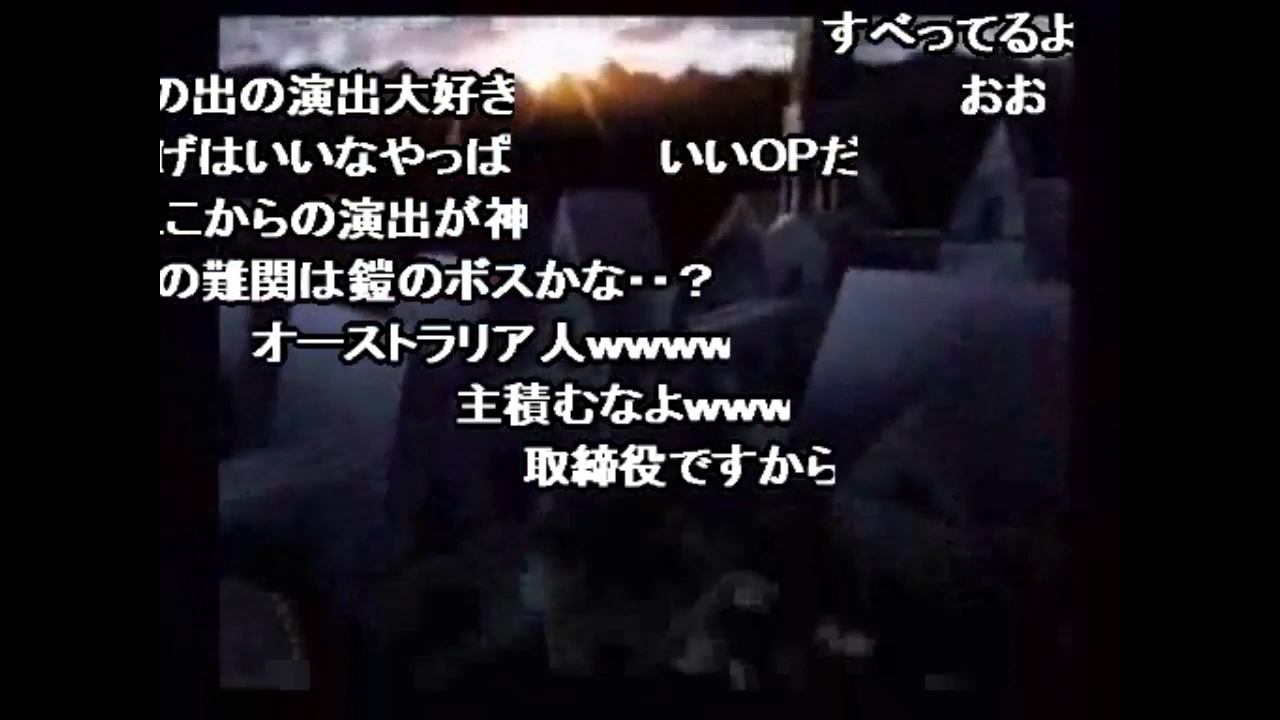 すべってるよ
の出の演出大好き
おお
げはいいなやっぱ
いいOPだ
こからの演出が神
の難関は鎧のボスかな‥？
オーストラリア人wwww
主積むなよwww
取締役ですから